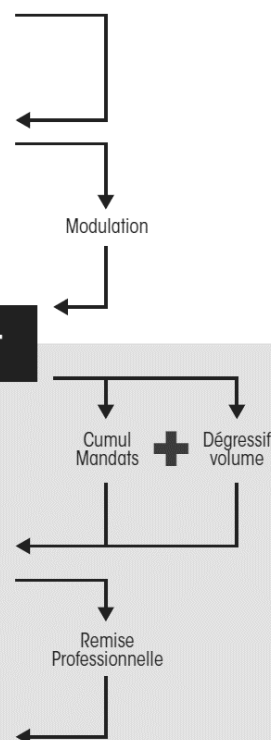 Modulation
Cumul
Mandats
Dégressif
volume
Remise
Professionnelle